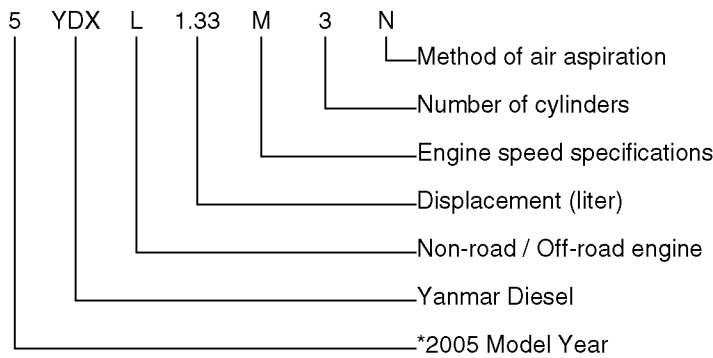 5 YDX L 1.33 M 3 N
Method of air aspiration
Number of cylinders
Engine speed specifications
Displacement (liter)
Non-road / Off-road engine
Yanmar Diesel
*2005 Model Year